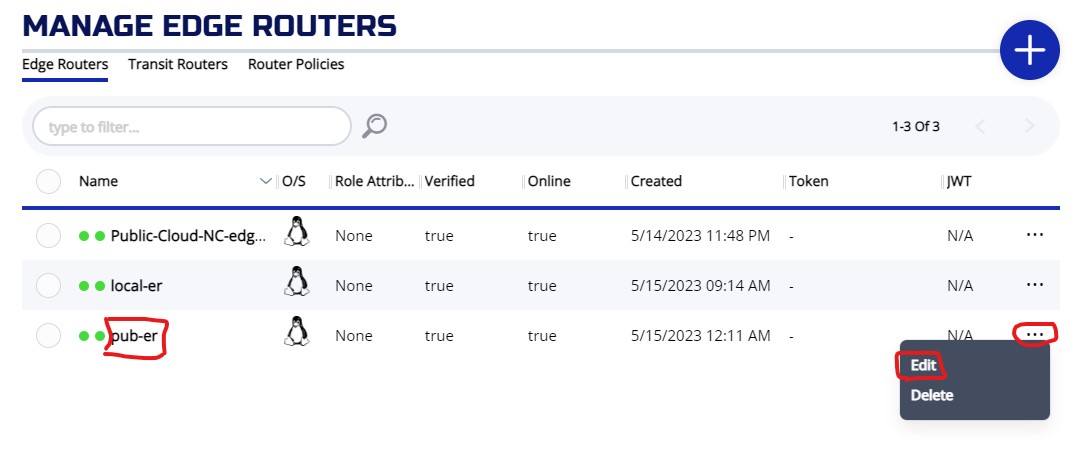 MANAGE EDGE ROUTERS
Edge Routers Transit Routers Router Policies
type to filter... 1-3 Of 3
Name O/S Role Attrib... Verified Online Created Token JWT
Public-Cloud-NC-edg... None true true 5/14/2023 11:48 PM - N/A
local-er None true true 5/15/2023 09:14 AM - N/A
pub-er None true true 5/15/2023 12:11 AM - N/A
Edit
Delete